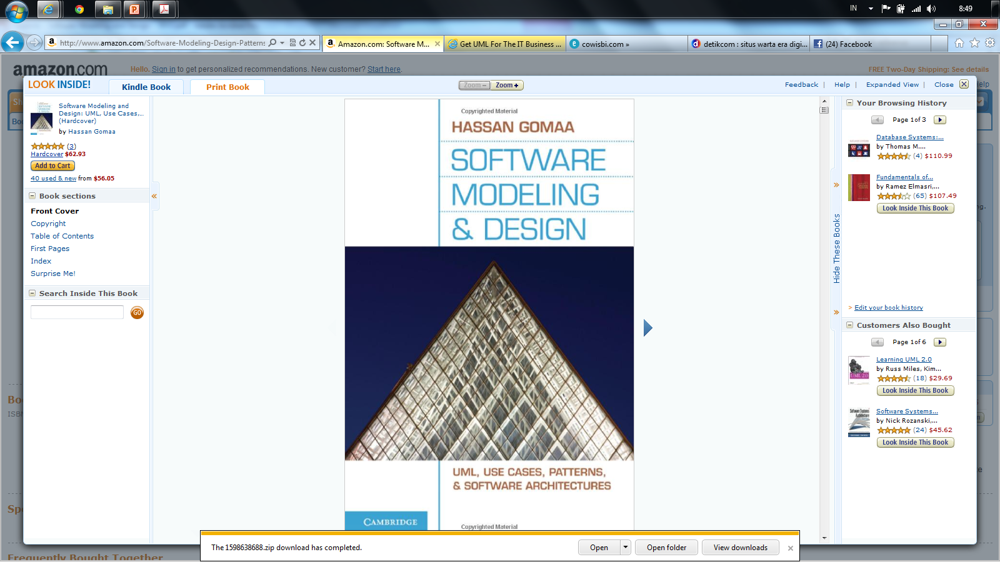 IN
8:49
http://www.amazon.com/Software-Modeling-Design-Patterns
Amazon.com: Software M...
Get UML For The IT Business ...
cowisbi.com »
detikcom : situs warta era digi...
(24) Facebook
amazon.com
Hello. Sign in to get personalized recommendations. New customer? Start here.
FREE Two-Day Shipping: See details
LOOK INSIDE!
Kindle Book
Print Book
Zoom −
Zoom +
Feedback |
Help |
Expanded View |
Close
Software Modeling and
Design: UML, Use Cases,...
(Hardcover)
by Hassan Gomaa
(3)
Hardcover $62.93
Add to Cart
40 used & new from $56.05
Book sections
Front Cover
Copyright
Table of Contents
First Pages
Index
Surprise Me!
Search Inside This Book
GO
Copyrighted Material
HASSAN GOMAA
SOFTWARE
MODELING
& DESIGN
UML, USE CASES, PATTERNS,
& SOFTWARE ARCHITECTURES
CAMBRIDGE
Copyrighted Material
Hide These Books
Your Browsing History
Page 1 of 3
Database Systems:...
by Thomas M....
(4) $110.99
Fundamentals of...
by Ramez Elmasri,...
(65) $107.49
Look Inside This Book
> Edit your book history
Customers Also Bought
Page 1 of 6
Learning UML 2.0
by Russ Miles, Kim...
(18) $29.69
Look Inside This Book
Software Systems...
by Nick Rozanski,...
(24) $45.62
Look Inside This Book
Frequently Bought Together
The 1598638688.zip download has completed.
Open
Open folder
View downloads